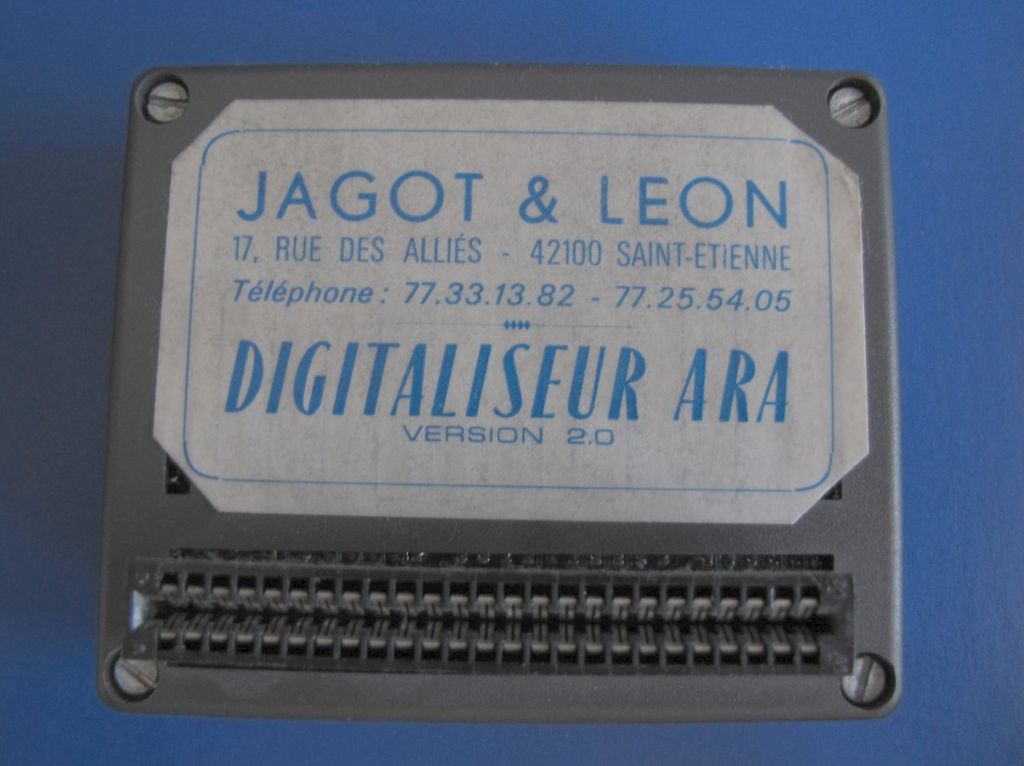 JAGOT & LEON
17, RUE DES ALLIÉS - 42100 SAINT-ETIENNE
Téléphone : 77.33.13.82 - 77.25.54.05
DIGITALISEUR ARA
VERSION 2.0